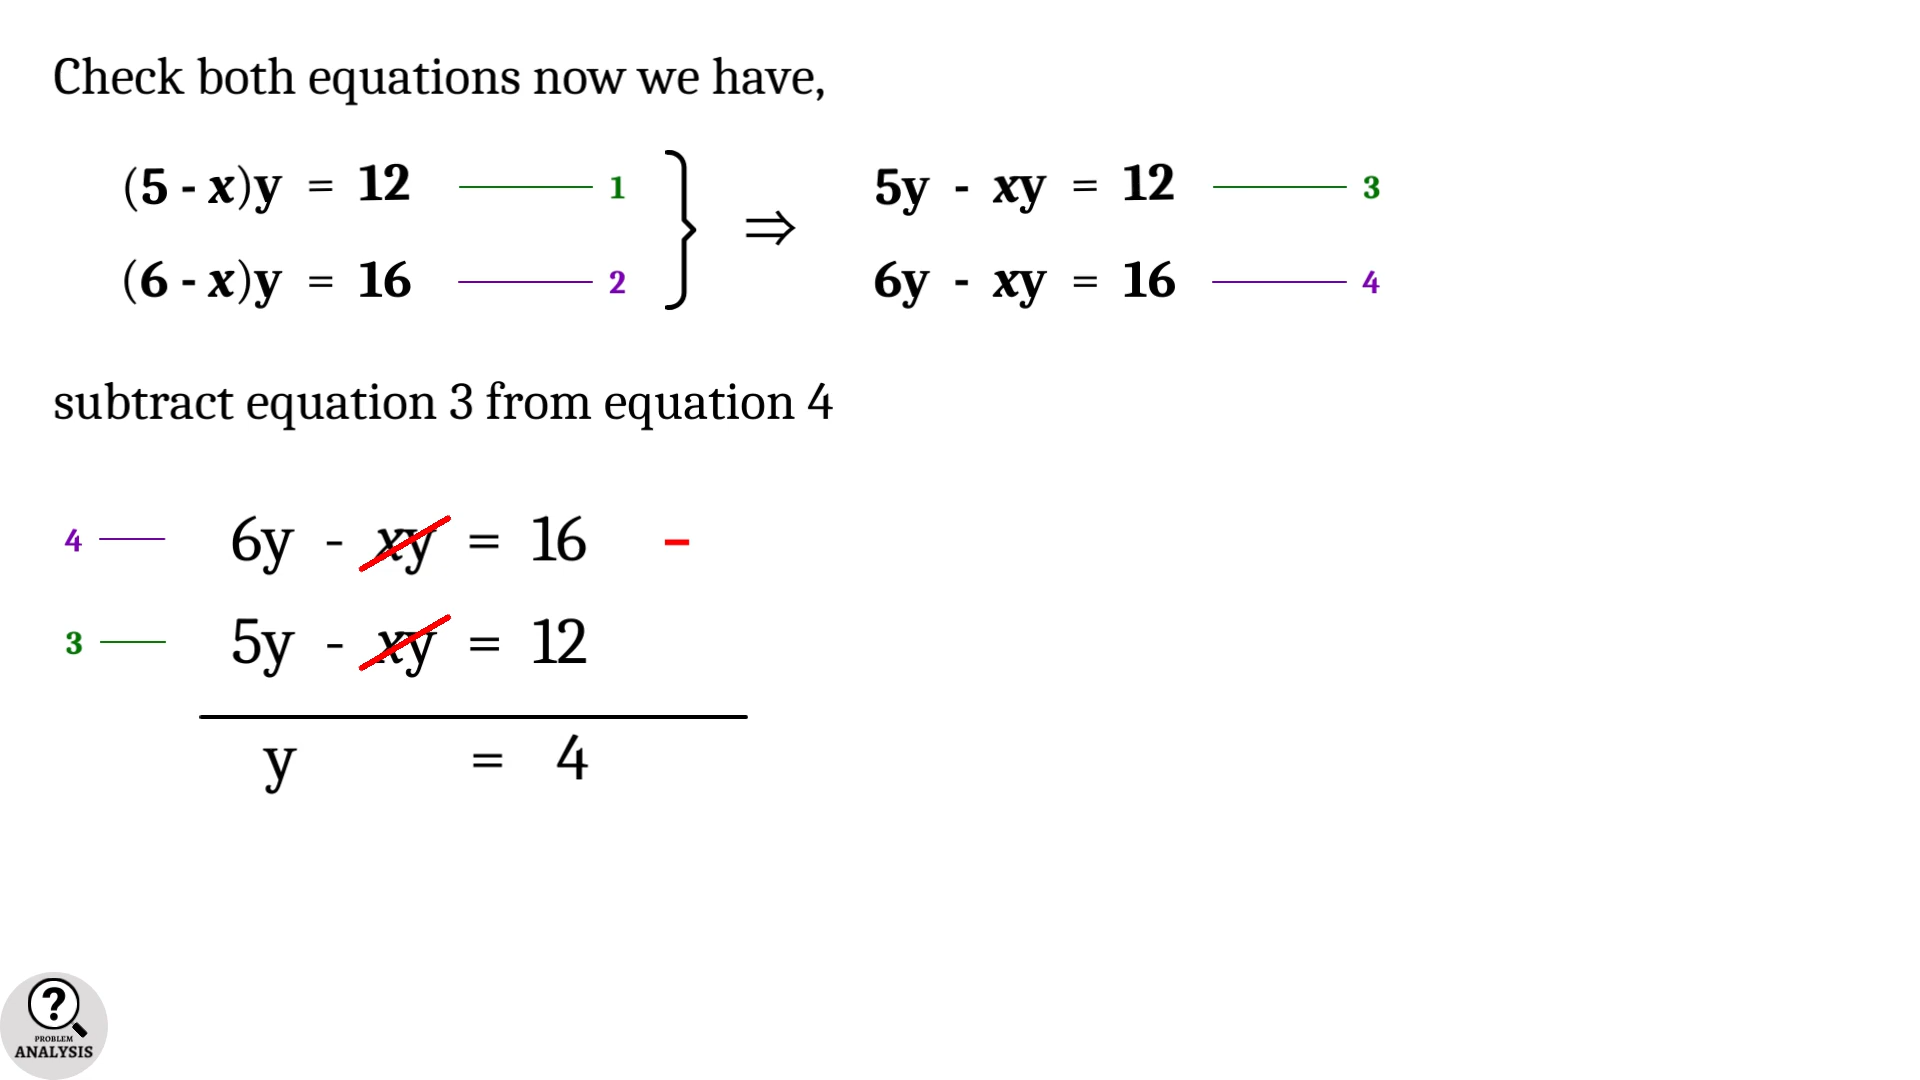 Check both equations now we have,
(5 - x)y = 12 1
(6 - x)y = 16 2
⇒
5y - xy = 12 3
6y - xy = 16 4
subtract equation 3 from equation 4
4 6y - xy = 16 -
3 5y - xy = 12
y = 4
?
PROBLEM
ANALYSIS